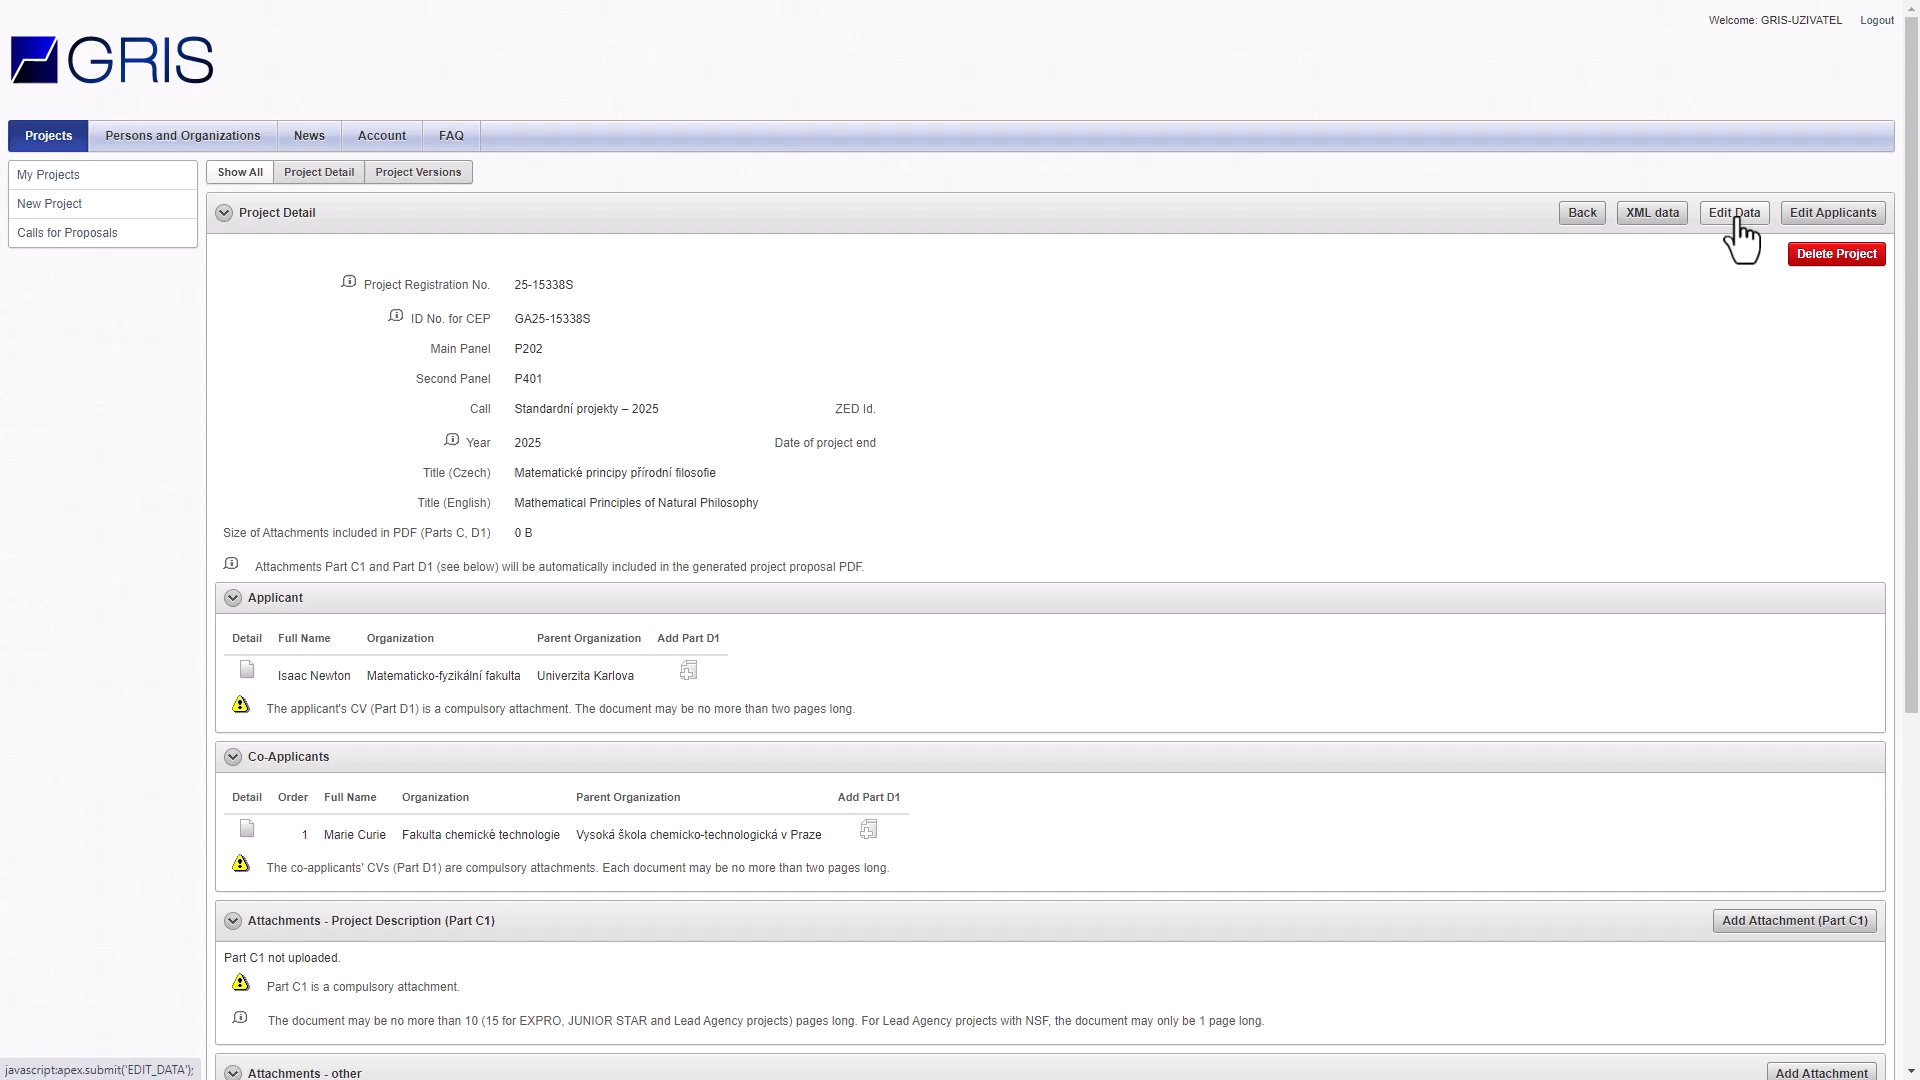 Welcome: GRIS-UZIVATEL Logout
GRIS
Projects Persons and Organizations News Account FAQ
My Projects
New Project
Calls for Proposals
Show All Project Detail Project Versions
Project Detail Back XML data Edit Data Edit Applicants
Delete Project
Project Registration No. 25-15338S
ID No. for CEP GA25-15338S
Main Panel P202
Second Panel P401
Call Standardní projekty – 2025 ZED Id.
Year 2025 Date of project end
Title (Czech) Matematické principy přírodní filosofie
Title (English) Mathematical Principles of Natural Philosophy
Size of Attachments included in PDF (Parts C, D1) 0 B
Attachments Part C1 and Part D1 (see below) will be automatically included in the generated project proposal PDF.
Applicant
Detail Full Name Organization Parent Organization Add Part D1
Isaac Newton Matematicko-fyzikální fakulta Univerzita Karlova
The applicant's CV (Part D1) is a compulsory attachment. The document may be no more than two pages long.
Co-Applicants
Detail Order Full Name Organization Parent Organization Add Part D1
1 Marie Curie Fakulta chemické technologie Vysoká škola chemicko-technologická v Praze
The co-applicants' CVs (Part D1) are compulsory attachments. Each document may be no more than two pages long.
Attachments - Project Description (Part C1) Add Attachment (Part C1)
Part C1 not uploaded.
Part C1 is a compulsory attachment.
The document may be no more than 10 (15 for EXPRO, JUNIOR STAR and Lead Agency projects) pages long. For Lead Agency projects with NSF, the document may only be 1 page long.
Attachments - other Add Attachment
javascript:apex.submit('EDIT_DATA');